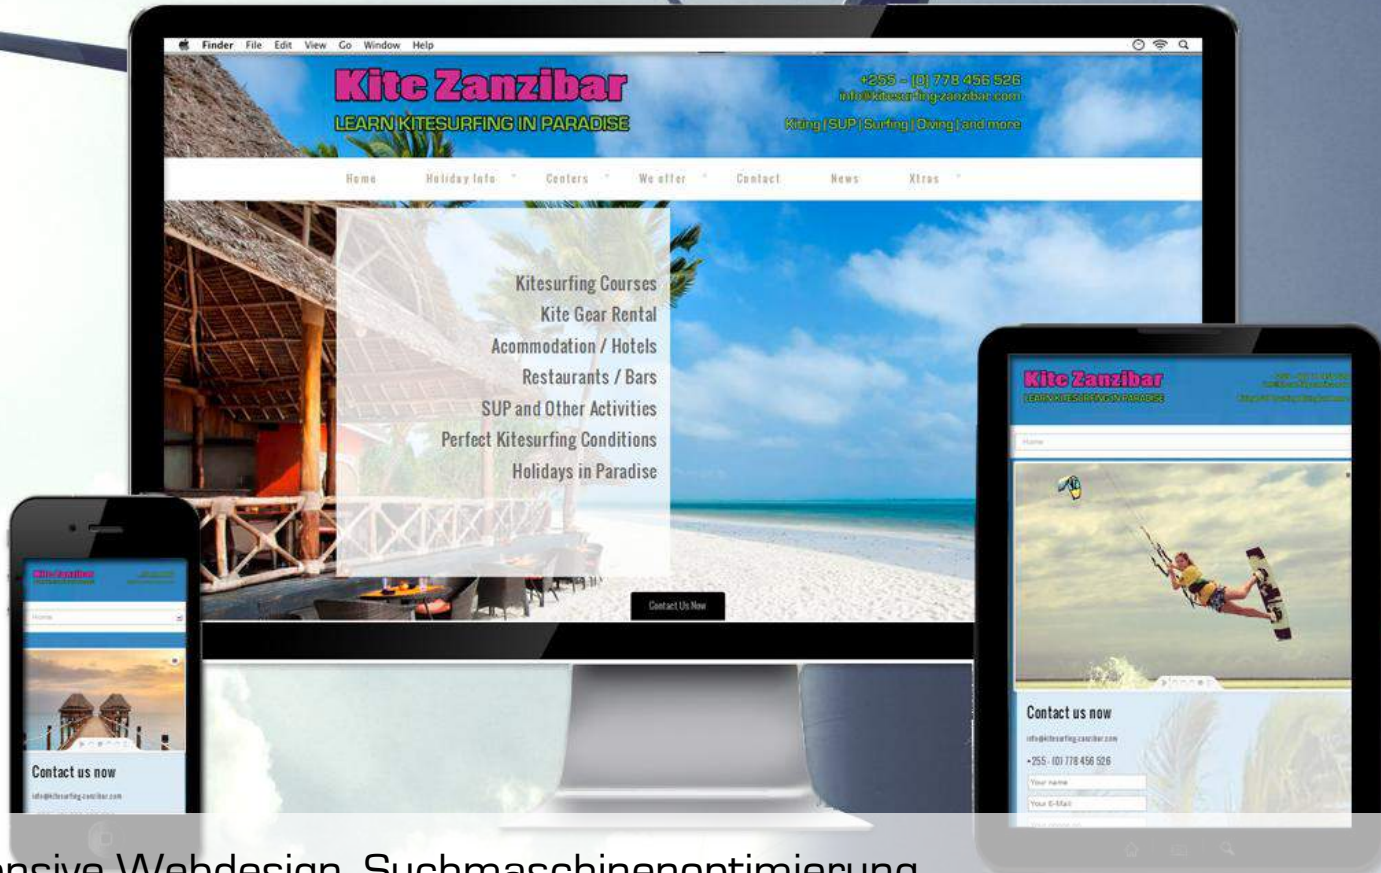 Finder File Edit View Go Window Help
Kite Zanzibar
LEARN KITESURFING IN PARADISE
+255 - (0) 778 456 526
info@kitesurfing-zanzibar.com
Kiting | SUP | Surfing | Diving | and more
Home Holiday Info Centers We offer Contact News Xtras
Kitesurfing Courses
Kite Gear Rental
Acommodation / Hotels
Restaurants / Bars
SUP and Other Activities
Perfect Kitesurfing Conditions
Holidays in Paradise
Contact Us Now
Kite Zanzibar
LEARN KITESURFING IN PARADISE
Home
Contact us now
info@kitesurfing-zanzibar.com
+255 - (0) 778 456 526
Your name
Your E-Mail
Kite Zanzibar
Home
Contact us now
info@kitesurfing-zanzibar.com
nsive Webdesign, Suchmaschinenoptimierung